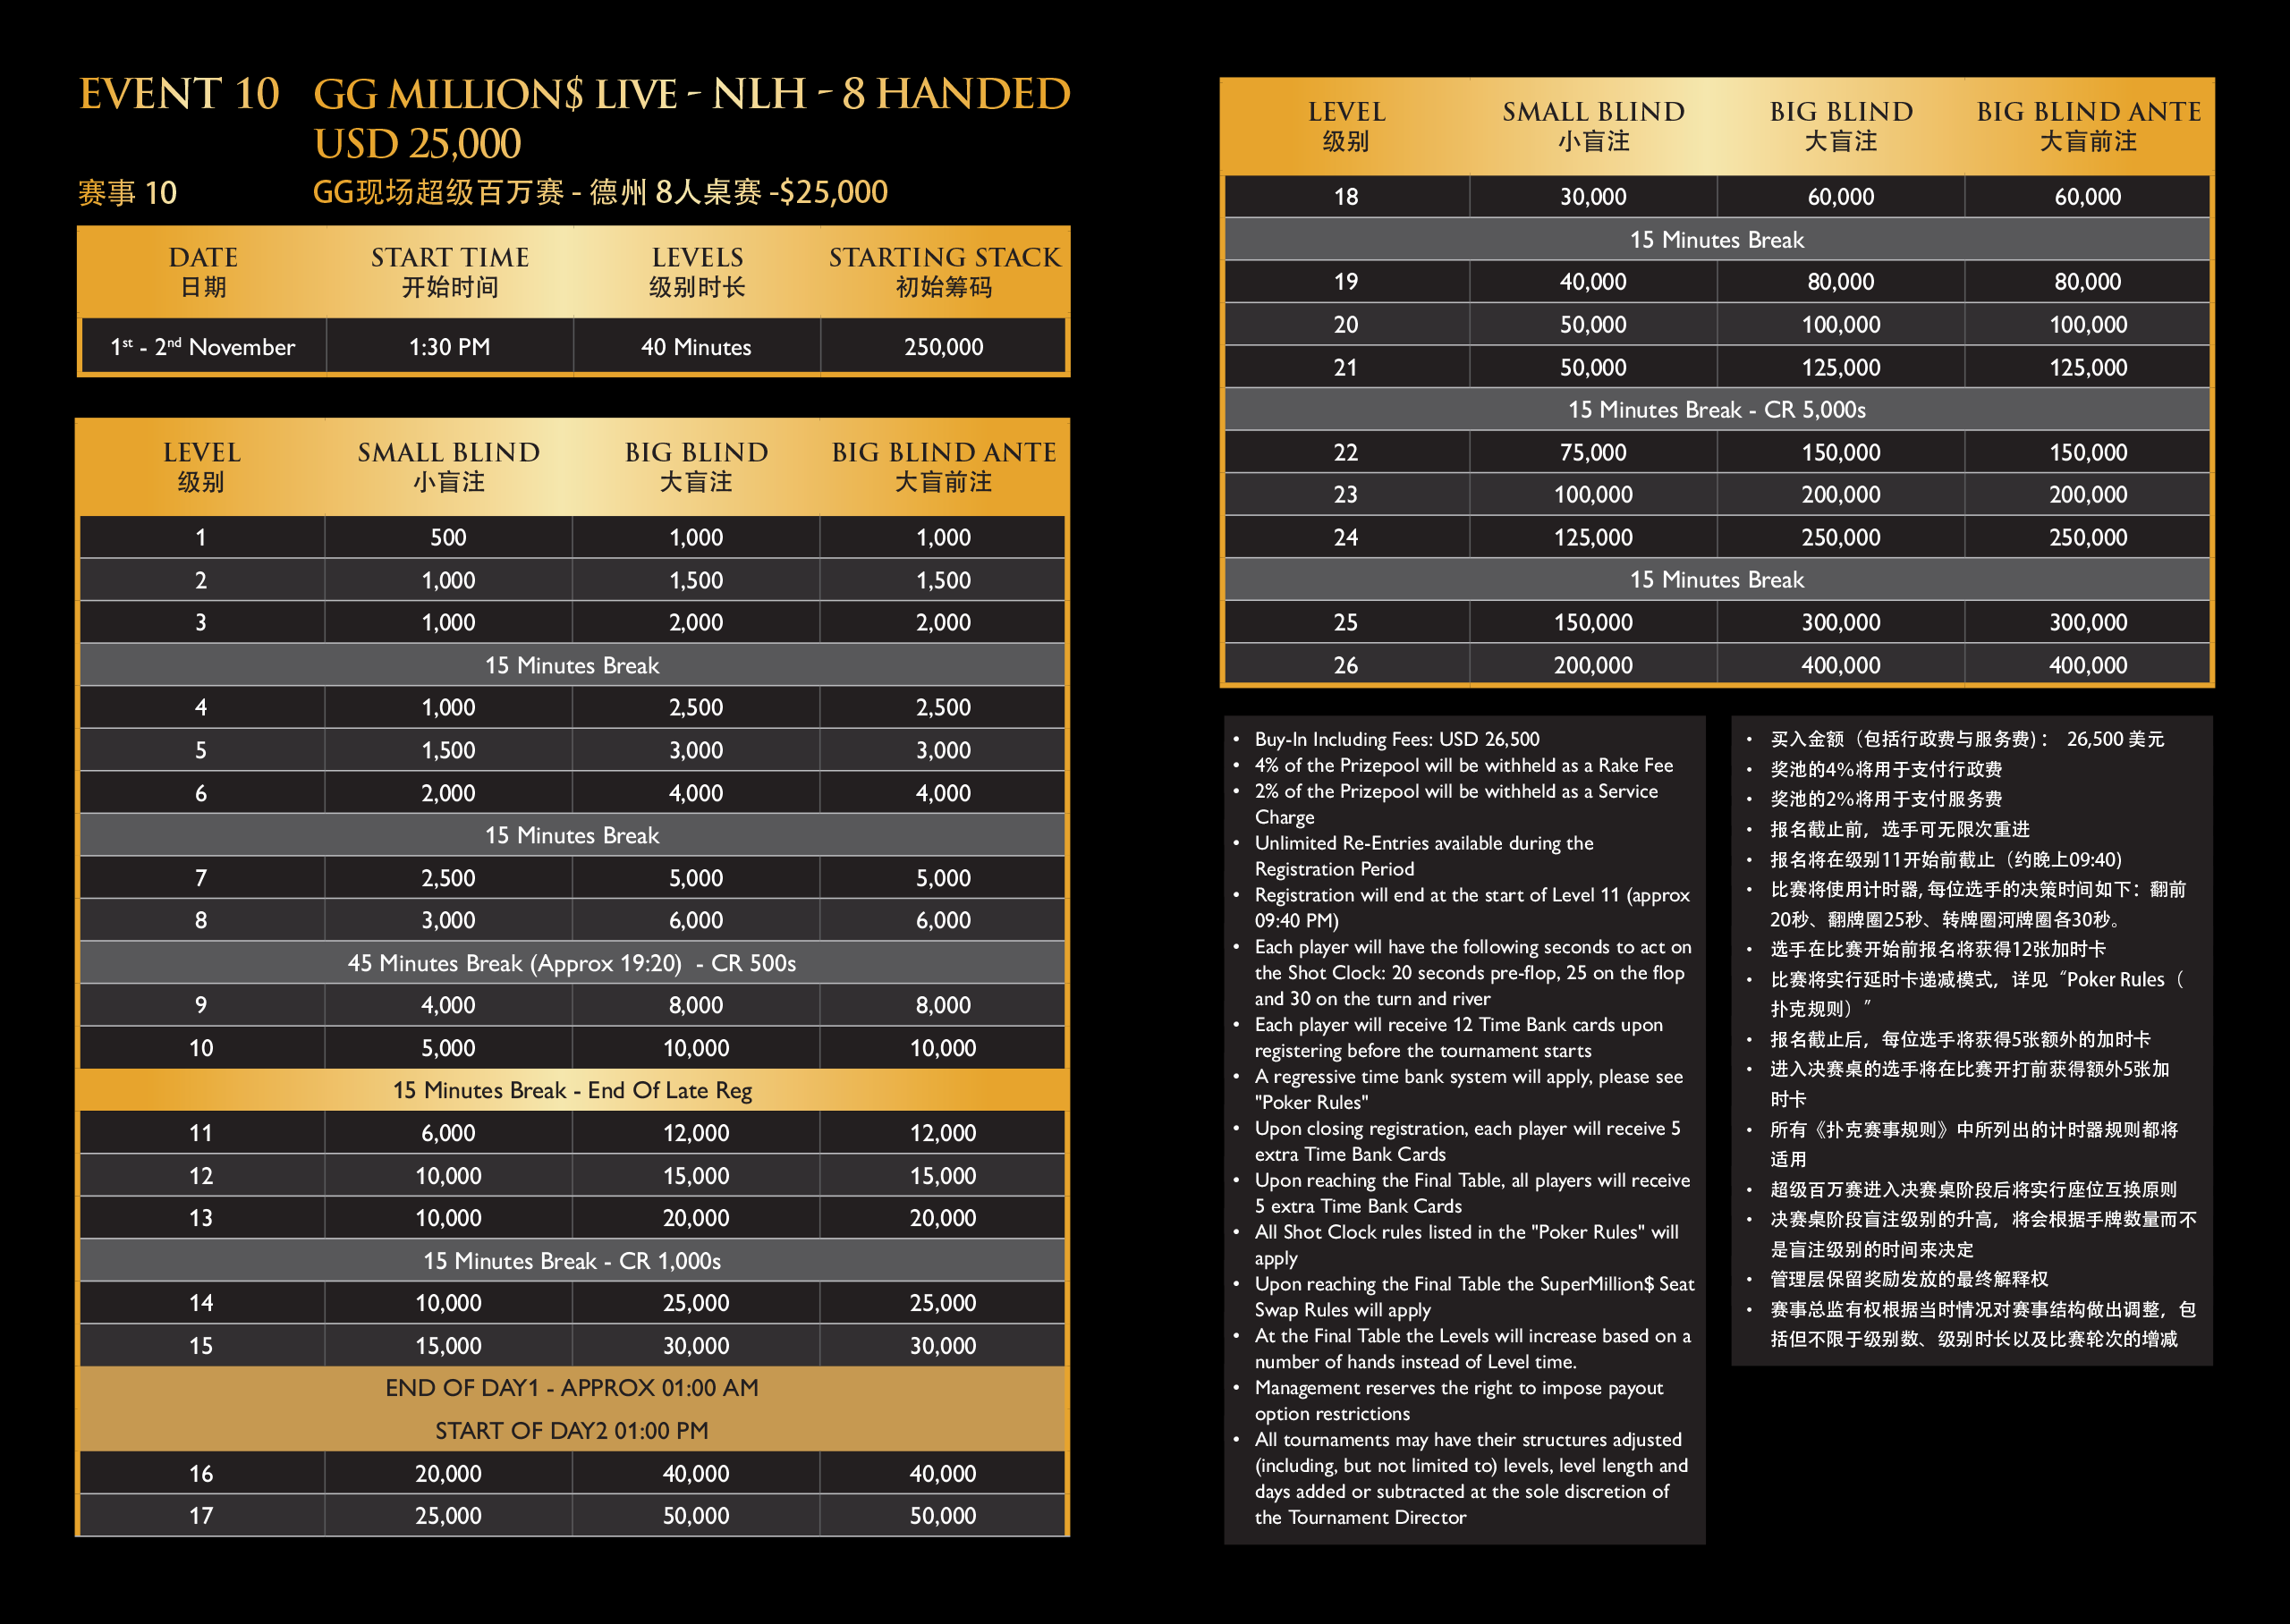 EVENT 10 GG MILLION$ LIVE - NLH - 8 HANDED
USD 25,000
赛事 10 GG现场超级百万赛 - 德州 8人桌赛 -$25,000
DATE START TIME LEVELS STARTING STACK
日期 开始时间 级别时长 初始筹码
1st - 2nd November 1:30 PM 40 Minutes 250,000
LEVEL SMALL BLIND BIG BLIND BIG BLIND ANTE
级别 小盲注 大盲注 大盲前注
1 500 1,000 1,000
2 1,000 1,500 1,500
3 1,000 2,000 2,000
15 Minutes Break
4 1,000 2,500 2,500
5 1,500 3,000 3,000
6 2,000 4,000 4,000
15 Minutes Break
7 2,500 5,000 5,000
8 3,000 6,000 6,000
45 Minutes Break (Approx 19:20) - CR 500s
9 4,000 8,000 8,000
10 5,000 10,000 10,000
15 Minutes Break - End Of Late Reg
11 6,000 12,000 12,000
12 10,000 15,000 15,000
13 10,000 20,000 20,000
15 Minutes Break - CR 1,000s
14 10,000 25,000 25,000
15 15,000 30,000 30,000
END OF DAY1 - APPROX 01:00 AM
START OF DAY2 01:00 PM
16 20,000 40,000 40,000
17 25,000 50,000 50,000
LEVEL SMALL BLIND BIG BLIND BIG BLIND ANTE
级别 小盲注 大盲注 大盲前注
18 30,000 60,000 60,000
15 Minutes Break
19 40,000 80,000 80,000
20 50,000 100,000 100,000
21 50,000 125,000 125,000
15 Minutes Break - CR 5,000s
22 75,000 150,000 150,000
23 100,000 200,000 200,000
24 125,000 250,000 250,000
15 Minutes Break
25 150,000 300,000 300,000
26 200,000 400,000 400,000
• Buy-In Including Fees: USD 26,500
• 4% of the Prizepool will be withheld as a Rake Fee
• 2% of the Prizepool will be withheld as a Service
Charge
• Unlimited Re-Entries available during the
Registration Period
• Registration will end at the start of Level 11 (approx
09:40 PM)
• Each player will have the following seconds to act on
the Shot Clock: 20 seconds pre-flop, 25 on the flop
and 30 on the turn and river
• Each player will receive 12 Time Bank cards upon
registering before the tournament starts
• A regressive time bank system will apply, please see
"Poker Rules"
• Upon closing registration, each player will receive 5
extra Time Bank Cards
• Upon reaching the Final Table, all players will receive
5 extra Time Bank Cards
• All Shot Clock rules listed in the "Poker Rules" will
apply
• Upon reaching the Final Table the SuperMillion$ Seat
Swap Rules will apply
• At the Final Table the Levels will increase based on a
number of hands instead of Level time.
• Management reserves the right to impose payout
option restrictions
• All tournaments may have their structures adjusted
(including, but not limited to) levels, level length and
days added or subtracted at the sole discretion of
the Tournament Director
• 买入金额（包括行政费与服务费）： 26,500 美元
• 奖池的4%将用于支付行政费
• 奖池的2%将用于支付服务费
• 报名截止前，选手可无限次重进
• 报名将在级别11开始前截止（约晚上09:40)
• 比赛将使用计时器, 每位选手的决策时间如下：翻前
20秒、翻牌圈25秒、转牌圈河牌圈各30秒。
• 选手在比赛开始前报名将获得12张加时卡
• 比赛将实行延时卡递减模式，详见“Poker Rules（
扑克规则）”
• 报名截止后，每位选手将获得5张额外的加时卡
• 进入决赛桌的选手将在比赛开打前获得额外5张加
时卡
• 所有《扑克赛事规则》中所列出的计时器规则都将
适用
• 超级百万赛进入决赛桌阶段后将实行座位互换原则
• 决赛桌阶段盲注级别的升高，将会根据手牌数量而不
是盲注级别的时间来决定
• 管理层保留奖励发放的最终解释权
• 赛事总监有权根据当时情况对赛事结构做出调整，包
括但不限于级别数、级别时长以及比赛轮次的增减